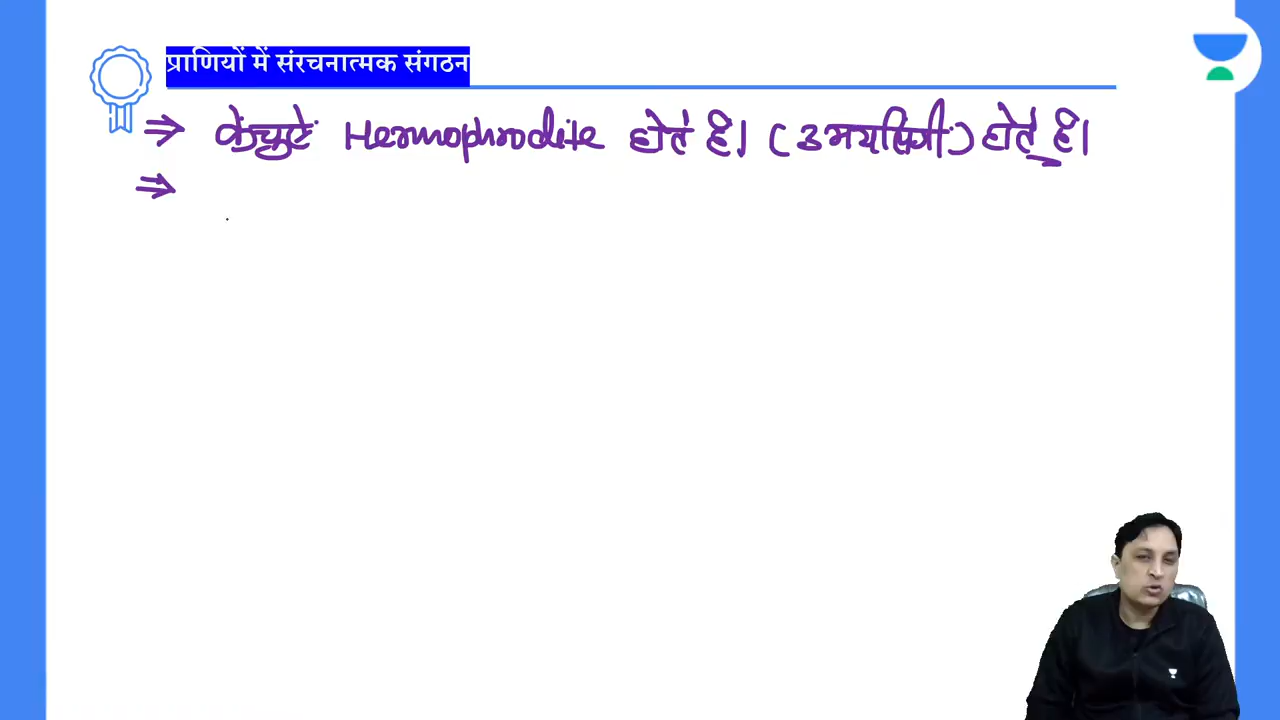 प्राणियों में संरचनात्मक संगठन
⇒ केंचुएं Hermophrodite होते है। (उभयलिंगी) होते है।
⇒